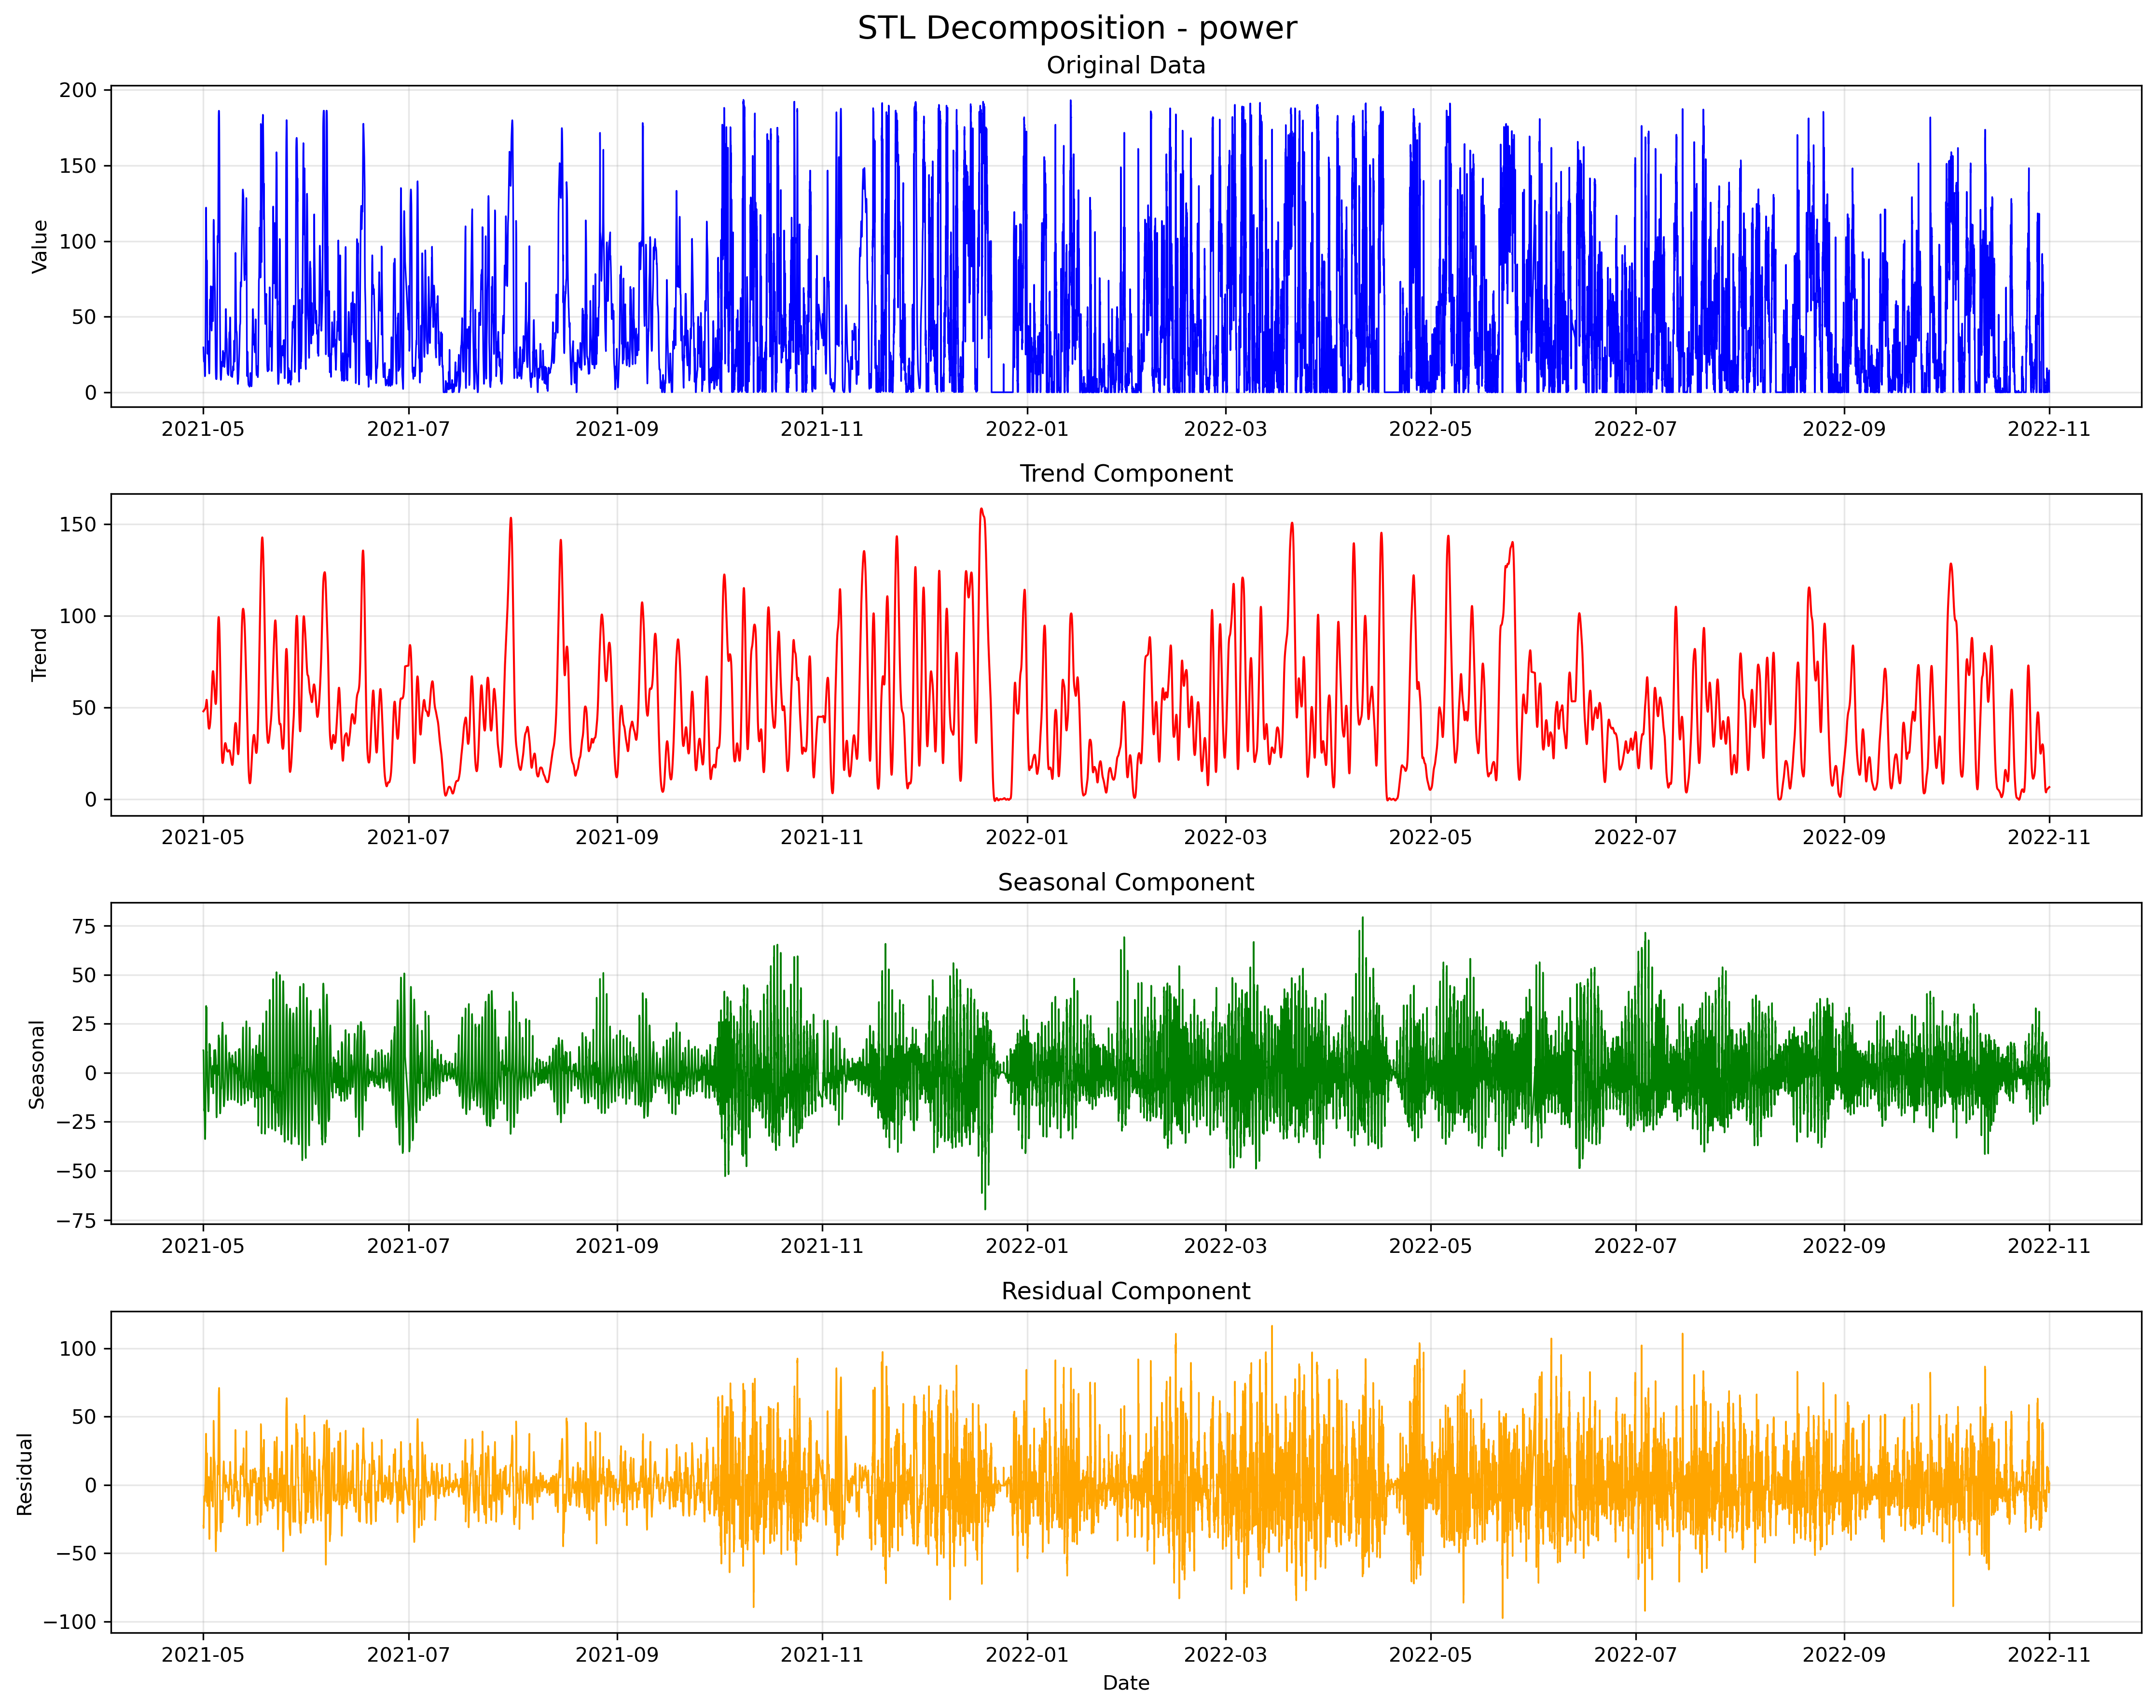 STL Decomposition - power
Original Data
Value
200
150
100
50
0
2021-05 2021-07 2021-09 2021-11 2022-01 2022-03 2022-05 2022-07 2022-09 2022-11
Trend Component
Trend
150
100
50
0
2021-05 2021-07 2021-09 2021-11 2022-01 2022-03 2022-05 2022-07 2022-09 2022-11
Seasonal Component
Seasonal
75
50
25
0
−25
−50
−75
2021-05 2021-07 2021-09 2021-11 2022-01 2022-03 2022-05 2022-07 2022-09 2022-11
Residual Component
Residual
100
50
0
−50
−100
2021-05 2021-07 2021-09 2021-11 2022-01 2022-03 2022-05 2022-07 2022-09 2022-11
Date